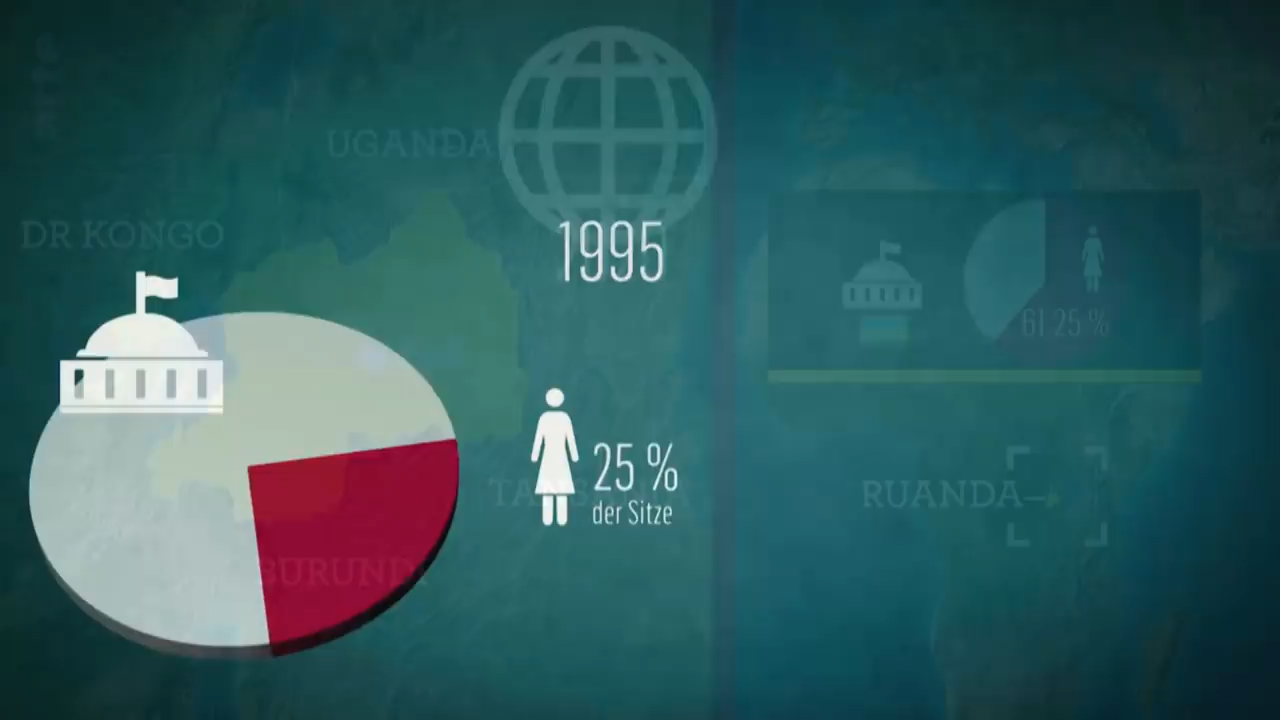 UGANDA
DR KONGO
1995
61.25 %
25 %
der Sitze
RUANDA
BURUNDI